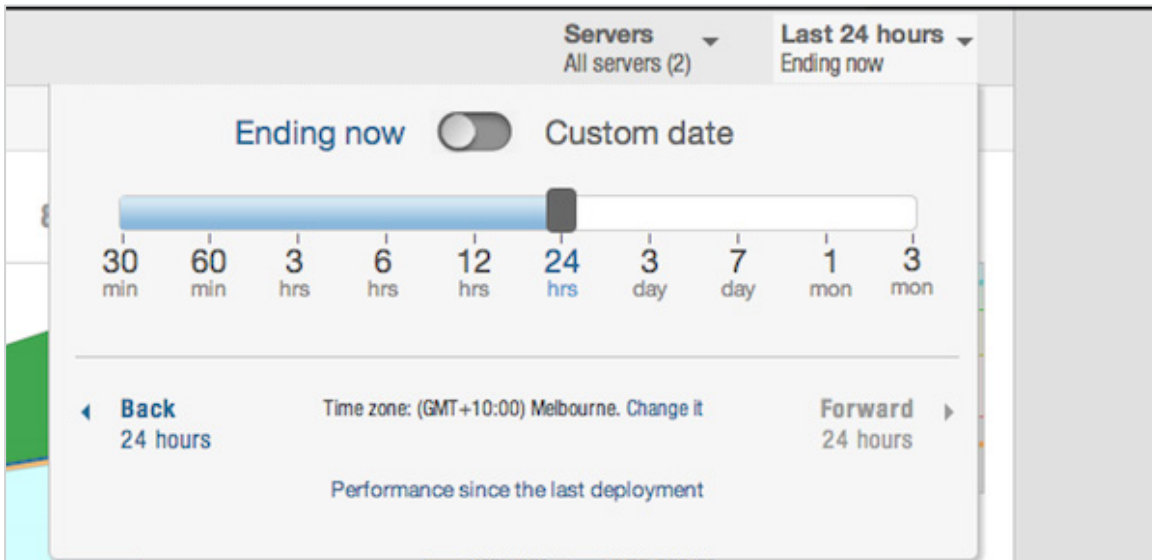 Servers
All servers (2)
Last 24 hours
Ending now
Ending now Custom date
30 60 3 6 12 24 3 7 1 3
min min hrs hrs hrs hrs day day mon mon
Back
24 hours
Time zone: (GMT+10:00) Melbourne. Change it
Forward
24 hours
Performance since the last deployment